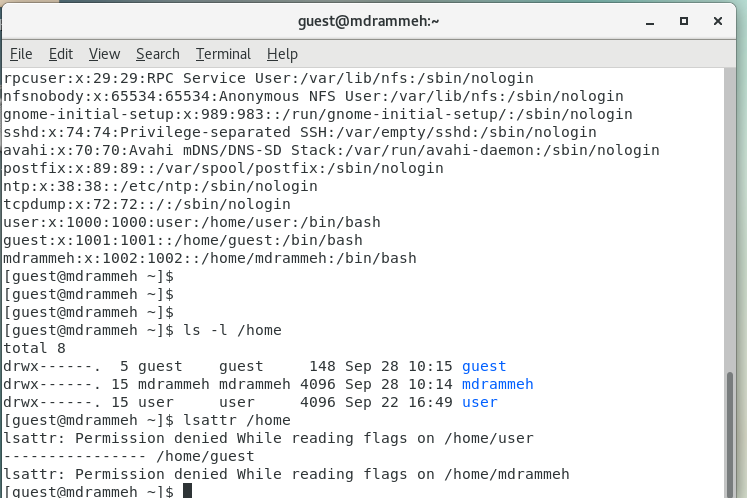 guest@mdrammeh:~
File Edit View Search Terminal Help
rpcuser:x:29:29:RPC Service User:/var/lib/nfs:/sbin/nologin
nfsnobody:x:65534:65534:Anonymous NFS User:/var/lib/nfs:/sbin/nologin
gnome-initial-setup:x:989:983::/run/gnome-initial-setup/:/sbin/nologin
sshd:x:74:74:Privilege-separated SSH:/var/empty/sshd:/sbin/nologin
avahi:x:70:70:Avahi mDNS/DNS-SD Stack:/var/run/avahi-daemon:/sbin/nologin
postfix:x:89:89::/var/spool/postfix:/sbin/nologin
ntp:x:38:38::/etc/ntp:/sbin/nologin
tcpdump:x:72:72::/:/sbin/nologin
user:x:1000:1000:user:/home/user:/bin/bash
guest:x:1001:1001::/home/guest:/bin/bash
mdrammeh:x:1002:1002::/home/mdrammeh:/bin/bash
[guest@mdrammeh ~]$
[guest@mdrammeh ~]$
[guest@mdrammeh ~]$
[guest@mdrammeh ~]$ ls -l /home
total 8
drwx------.  5 guest    guest     148 Sep 28 10:15 guest
drwx------. 15 mdrammeh mdrammeh 4096 Sep 28 10:14 mdrammeh
drwx------. 15 user     user     4096 Sep 22 16:49 user
[guest@mdrammeh ~]$ lsattr /home
lsattr: Permission denied While reading flags on /home/user
---------------- /home/guest
lsattr: Permission denied While reading flags on /home/mdrammeh
[guest@mdrammeh ~]$